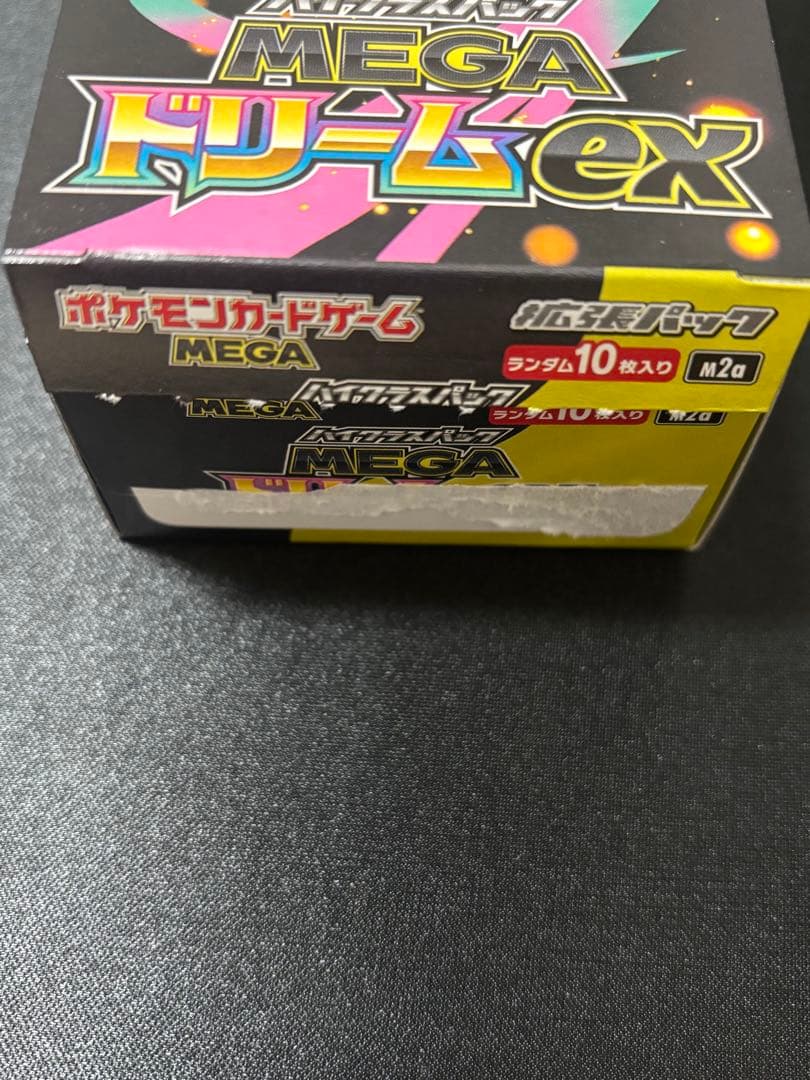 ハイクラスパック
MEGA
ドリームex
ポケモンカードゲーム
MEGA
拡張パック
ランダム10枚入り
M2a
ハイクラスパック
MEGA
ランダム10枚入り
M2a
ハイクラスパック
MEGA